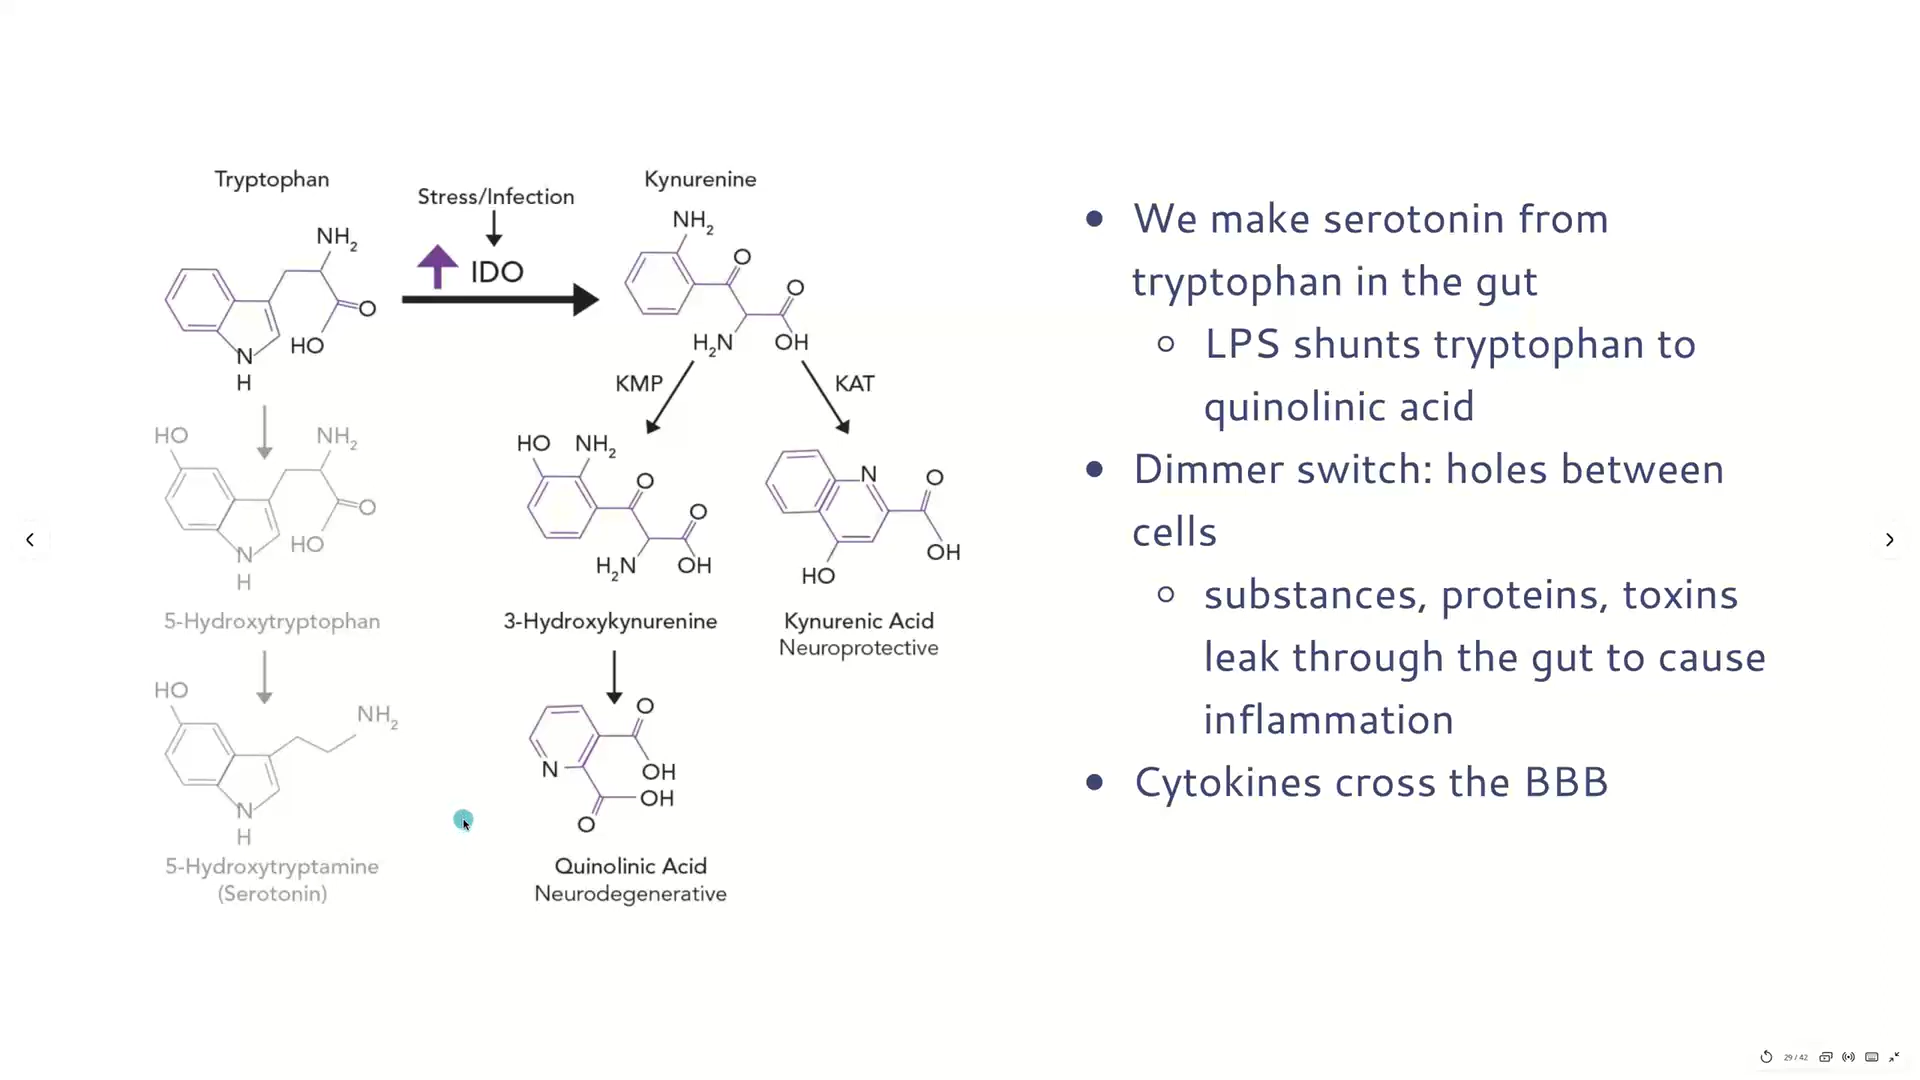 Tryptophan
Stress/Infection
Kynurenine
IDO
NH2
O
HO
N
H
NH2
O
O
H2N
OH
KMP
KAT
HO
NH2
O
HO
N
H
5-Hydroxytryptophan
HO
NH2
O
O
H2N
OH
3-Hydroxykynurenine
N
O
OH
HO
Kynurenic Acid
Neuroprotective
HO
NH2
N
H
5-Hydroxytryptamine
(Serotonin)
O
OH
N
OH
O
Quinolinic Acid
Neurodegenerative
• We make serotonin from
tryptophan in the gut
○ LPS shunts tryptophan to
quinolinic acid
• Dimmer switch: holes between
cells
○ substances, proteins, toxins
leak through the gut to cause
inflammation
• Cytokines cross the BBB
29 / 42